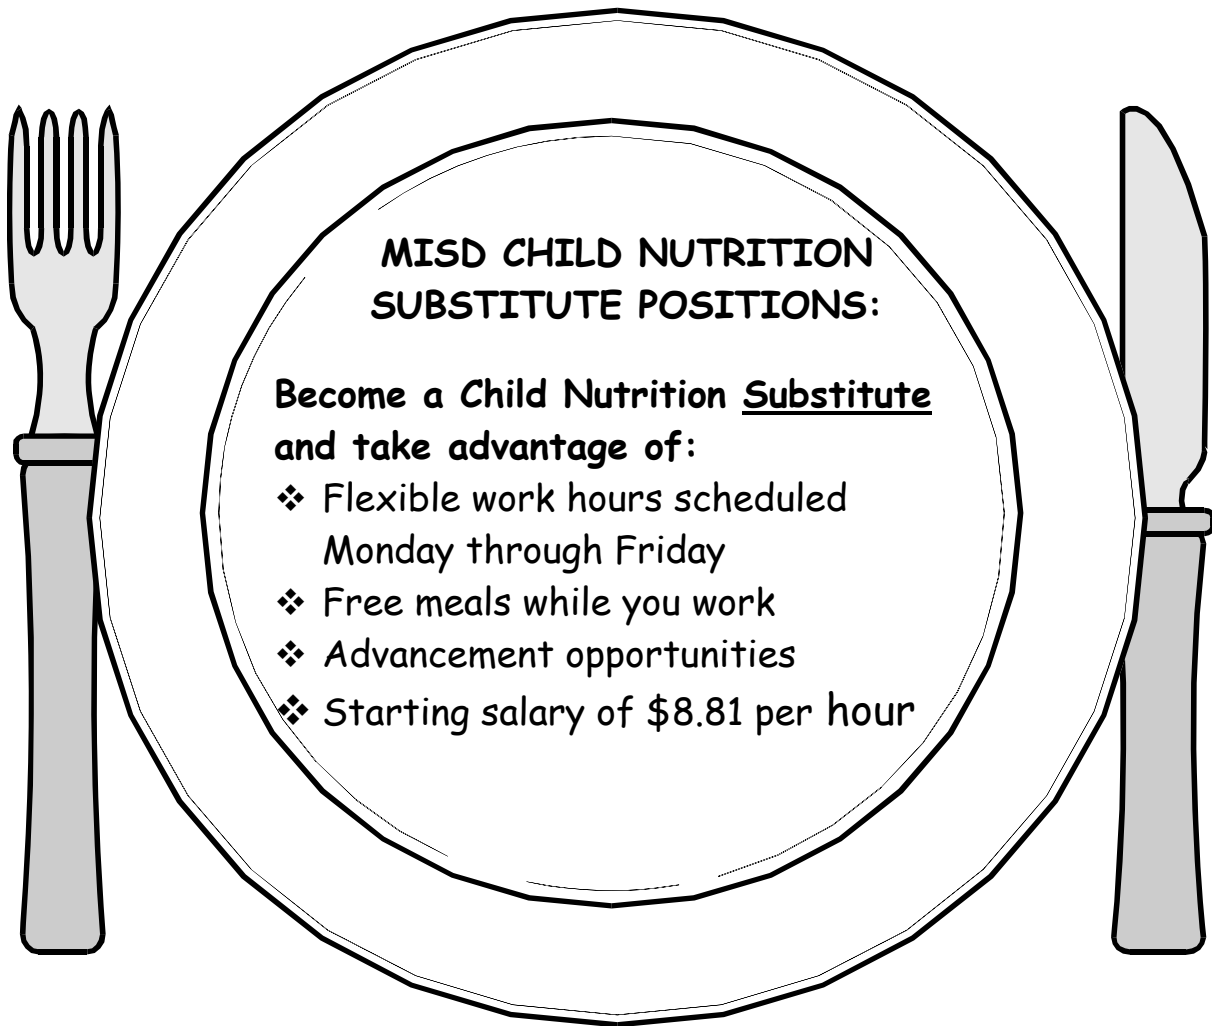 MISD CHILD NUTRITION
SUBSTITUTE POSITIONS:
Become a Child Nutrition Substitute
and take advantage of:
❖ Flexible work hours scheduled
Monday through Friday
❖ Free meals while you work
❖ Advancement opportunities
❖ Starting salary of $8.81 per hour